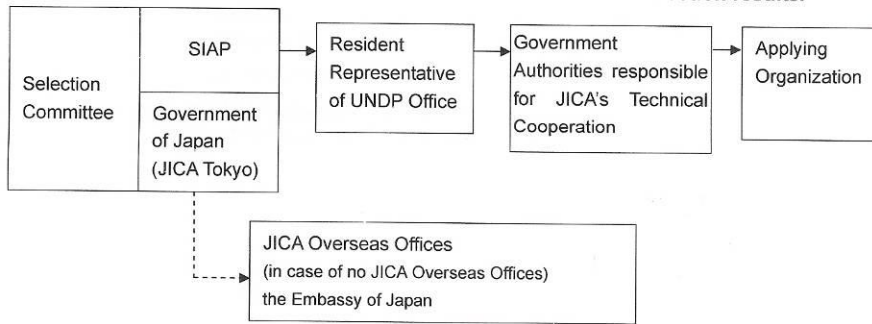 SIAP
Selection
Committee
Government
of Japan
(JICA Tokyo)
Resident
Representative
of UNDP Office
Government
Authorities responsible
for JICA's Technical
Cooperation
Applying
Organization
JICA Overseas Offices
(in case of no JICA Overseas Offices)
the Embassy of Japan